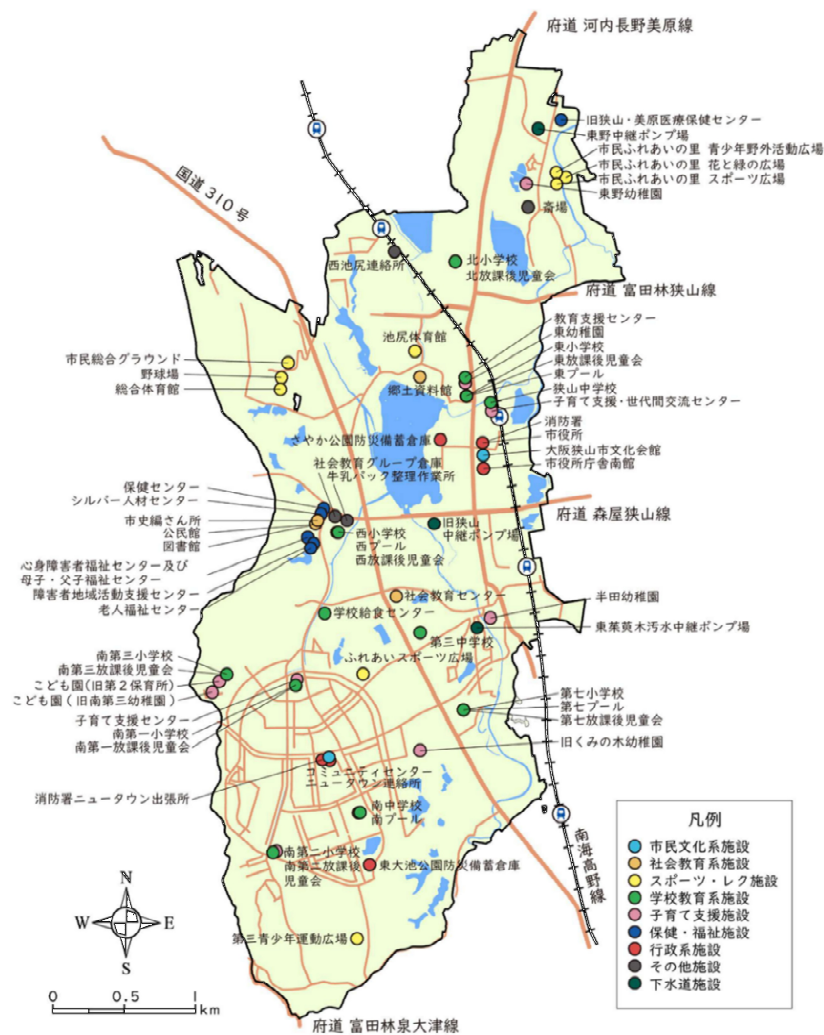 府道 河内長野美原線
旧狭山・美原医療保健センター
東野中継ポンプ場
市民ふれあいの里 青少年野外活動広場
市民ふれあいの里 花と緑の広場
市民ふれあいの里 スポーツ広場
東野幼稚園
斎場
国道310号
西池尻連絡所
北小学校
北放課後児童会
府道 富田林狭山線
教育支援センター
東幼稚園
東小学校
東放課後児童会
東プール
狭山中学校
子育て支援・世代間交流センター
池尻体育館
市民総合グラウンド
野球場
総合体育館
郷土資料館
消防署
市役所
大阪狭山市文化会館
市役所庁舎南館
さやか公園防災備蓄倉庫
社会教育グループ倉庫
牛乳パック整理作業所
保健センター
シルバー人材センター
市史編さん所
公民館
図書館
心身障害者福祉センター及び
母子・父子福祉センター
障害者地域活動支援センター
老人福祉センター
西小学校
西プール
西放課後児童会
旧狭山
中継ポンプ場
府道 森屋狭山線
社会教育センター
半田幼稚園
学校給食センター
第三中学校
東茱萸木汚水中継ポンプ場
ふれあいスポーツ広場
南第三小学校
南第三放課後児童会
こども園(旧第2保育所)
こども園(旧南第三幼稚園)
子育て支援センター
南第一小学校
南第一放課後児童会
第七小学校
第七プール
第七放課後児童会
旧くみの木幼稚園
コミュニティセンター
ニュータウン連絡所
消防署ニュータウン出張所
南中学校
南プール
南第二小学校
南第二放課後
児童会
東大池公園防災備蓄倉庫
南海高野線
第三青少年運動広場
凡例
市民文化系施設
社会教育系施設
スポーツ・レク施設
学校教育系施設
子育て支援施設
保健・福祉施設
行政系施設
その他施設
下水道施設
N
W E
S
0 0.5 1
km
府道 富田林泉大津線